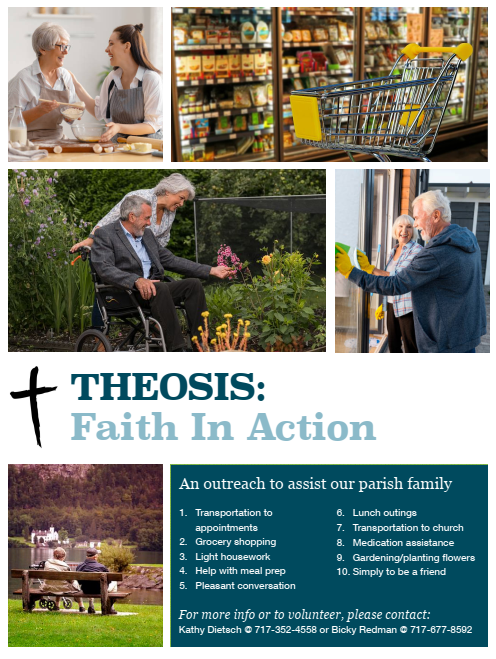 THEOSIS:
Faith In Action
An outreach to assist our parish family
1. Transportation to
appointments
2. Grocery shopping
3. Light housework
4. Help with meal prep
5. Pleasant conversation
6. Lunch outings
7. Transportation to church
8. Medication assistance
9. Gardening/planting flowers
10. Simply to be a friend
For more info or to volunteer, please contact:
Kathy Dietsch @ 717-352-4558 or Bicky Redman @ 717-677-8592